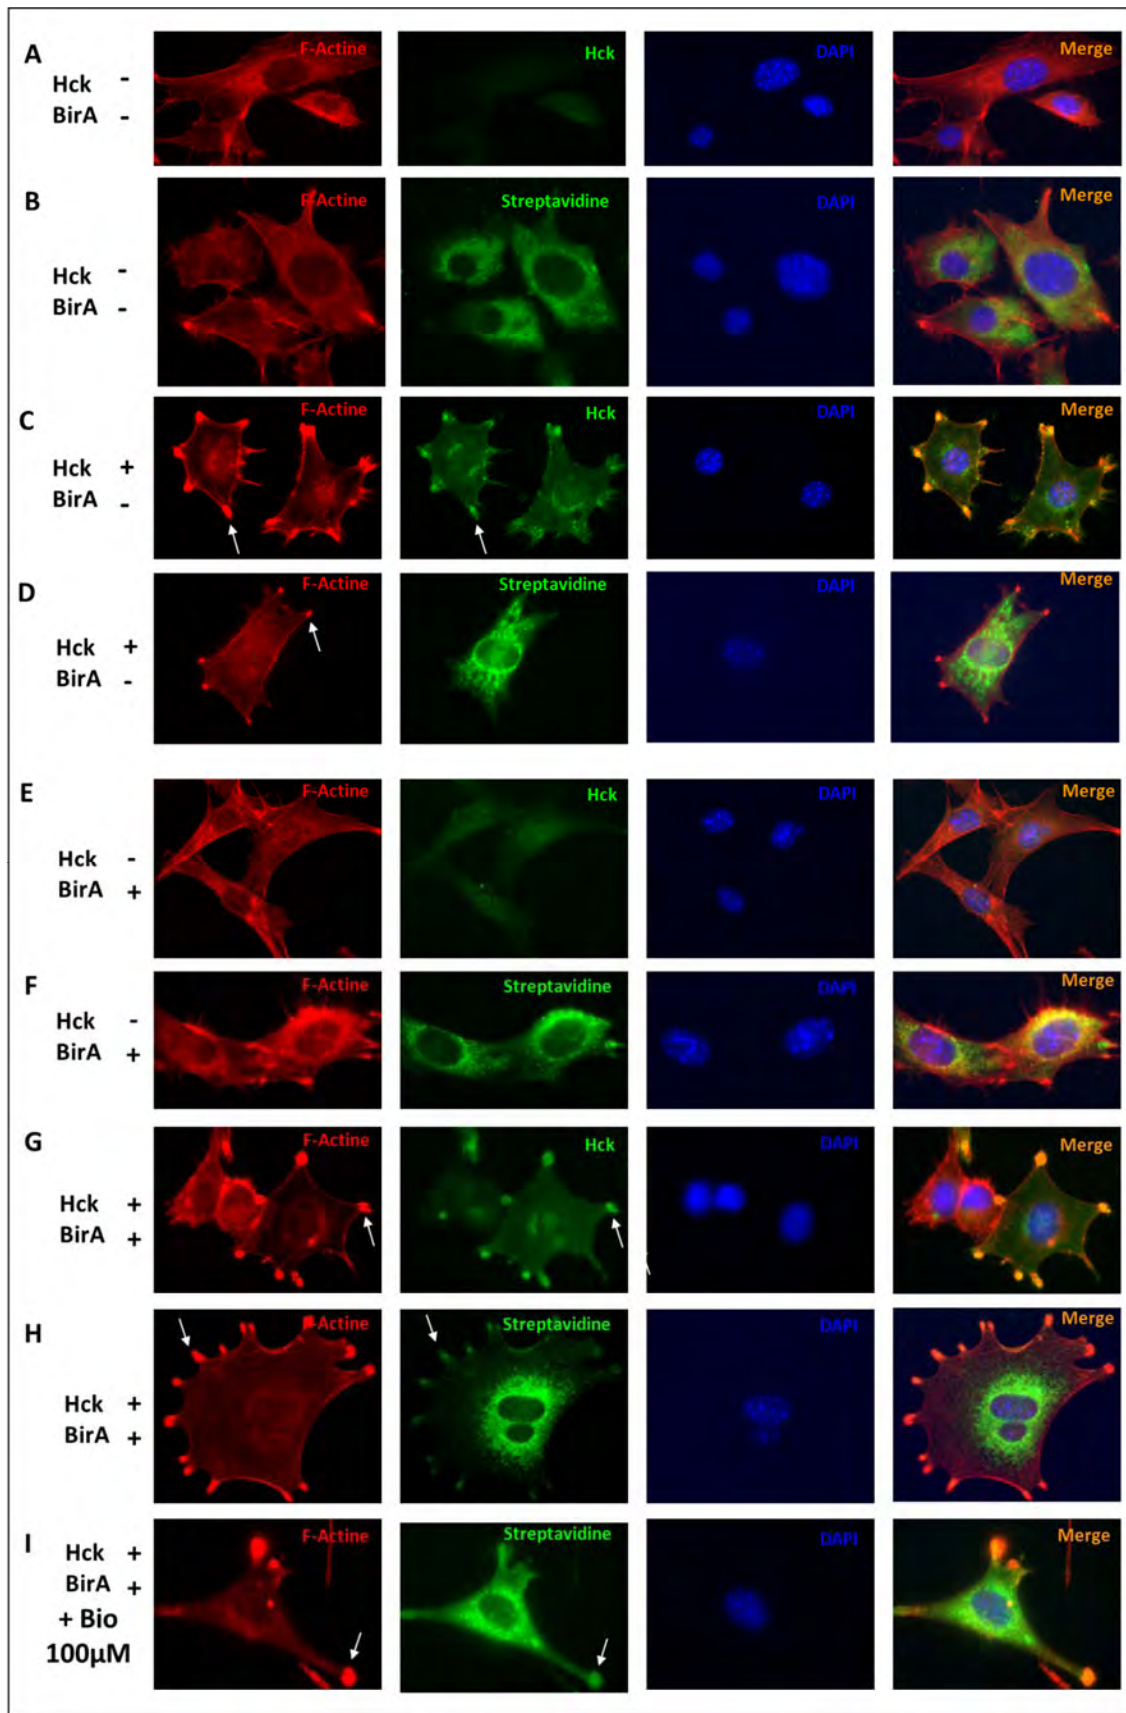 A
Hck -
BirA -
F-Actine
Hck
DAPI
Merge
B
Hck -
BirA -
F-Actine
Streptavidine
DAPI
Merge
C
Hck +
BirA -
F-Actine
Hck
DAPI
Merge
D
Hck +
BirA -
F-Actine
Streptavidine
DAPI
Merge
E
Hck -
BirA +
F-Actine
Hck
DAPI
Merge
F
Hck -
BirA +
F-Actine
Streptavidine
DAPI
Merge
G
Hck +
BirA +
F-Actine
Hck
DAPI
Merge
H
Hck +
BirA +
F-Actine
Streptavidine
DAPI
Merge
I
Hck +
BirA +
+ Bio
100µM
F-Actine
Streptavidine
DAPI
Merge